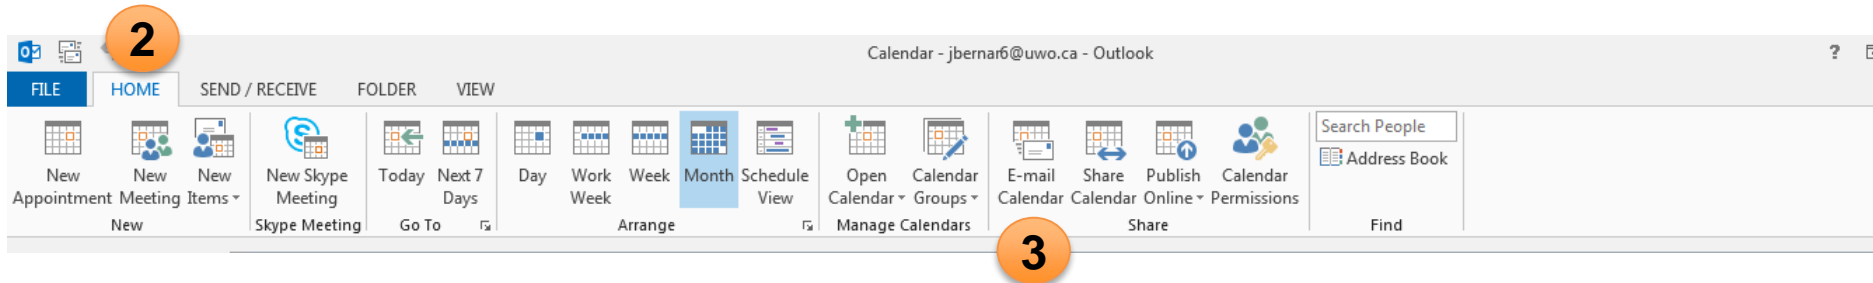 2
Calendar - jbernar6@uwo.ca - Outlook ?
FILE HOME SEND / RECEIVE FOLDER VIEW
New Appointment
New Meeting
New Items
New
New Skype Meeting
Skype Meeting
Today
Next 7 Days
Go To
Day
Work Week
Week
Month
Schedule View
Arrange
Open Calendar
Calendar Groups
Manage Calendars
E-mail Calendar
Share Calendar
Publish Online
Calendar Permissions
Share
Search People
Address Book
Find
3